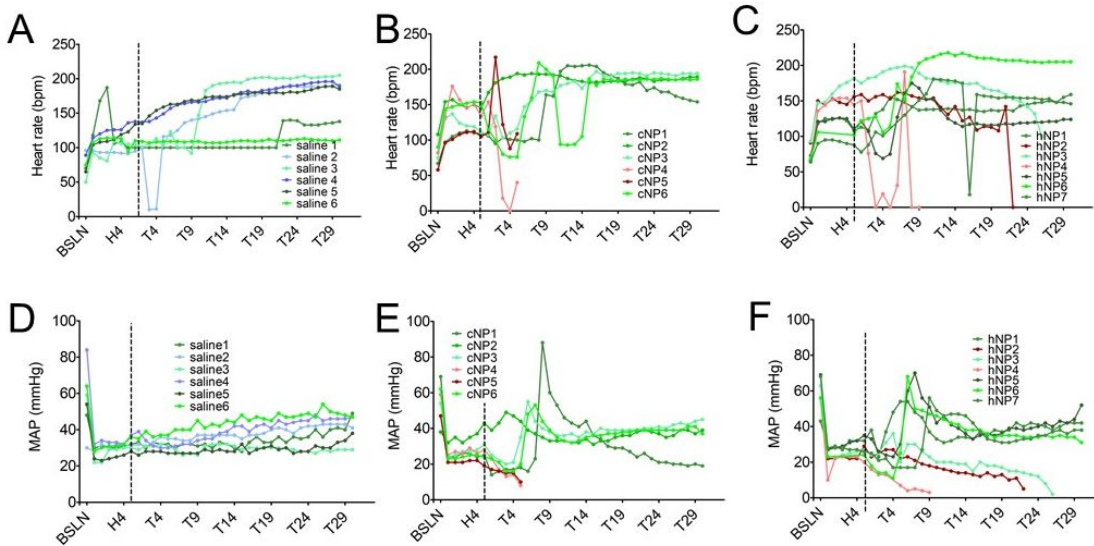 A
Heart rate (bpm)
250
200
150
100
50
0
BSLN
H4
T4
T9
T14
T19
T24
T29
saline 1
saline 2
saline 3
saline 4
saline 5
saline 6
B
Heart rate (bpm)
250
200
150
100
50
0
BSLN
H4
T4
T9
T14
T19
T24
T29
cNP1
cNP2
cNP3
cNP4
cNP5
cNP6
C
Heart rate (bpm)
250
200
150
100
50
0
BSLN
H4
T4
T9
T14
T19
T24
T29
hNP1
hNP2
hNP3
hNP4
hNP5
hNP6
hNP7
D
MAP (mmHg)
100
80
60
40
20
0
BSLN
H4
T4
T9
T14
T19
T24
T29
saline1
saline2
saline3
saline4
saline5
saline6
E
MAP (mmHg)
100
80
60
40
20
0
BSLN
H4
T4
T9
T14
T19
T24
T29
cNP1
cNP2
cNP3
cNP4
cNP5
cNP6
F
MAP (mmHg)
100
80
60
40
20
0
BSLN
H4
T4
T9
T14
T19
T24
T29
hNP1
hNP2
hNP3
hNP4
hNP5
hNP6
hNP7